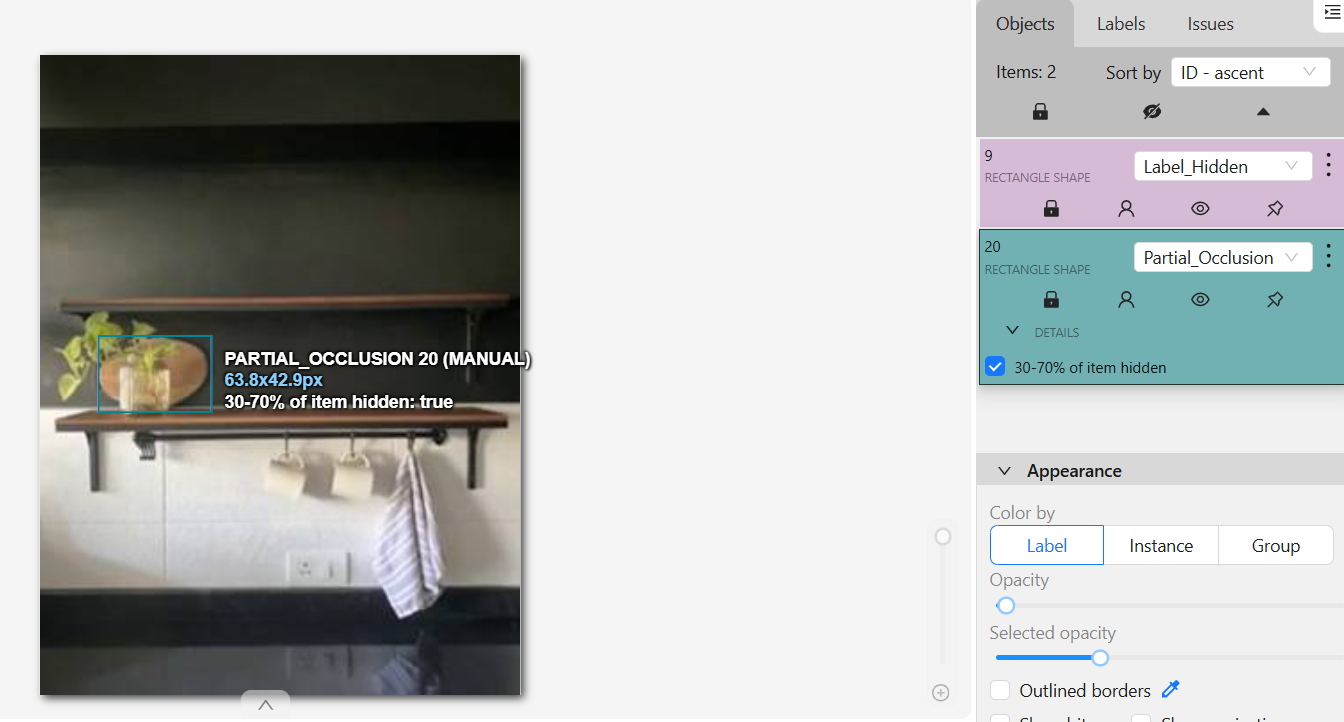 Objects
Labels
Issues
Items: 2
Sort by
ID - ascent
9
RECTANGLE SHAPE
Label_Hidden
20
RECTANGLE SHAPE
Partial_Occlusion
DETAILS
30-70% of item hidden
PARTIAL_OCCLUSION 20 (MANUAL)
63.8x42.9px
30-70% of item hidden: true
Appearance
Color by
Label
Instance
Group
Opacity
Selected opacity
Outlined borders